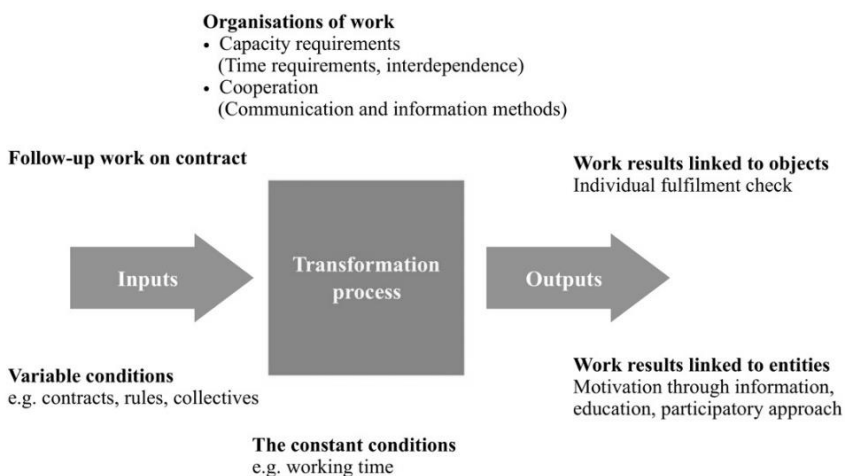 Organisations of work
• Capacity requirements
(Time requirements, interdependence)
• Cooperation
(Communication and information methods)
Follow-up work on contract
Work results linked to objects
Individual fulfilment check
Inputs
Transformation
process
Outputs
Variable conditions
e.g. contracts, rules, collectives
Work results linked to entities
Motivation through information,
education, participatory approach
The constant conditions
e.g. working time